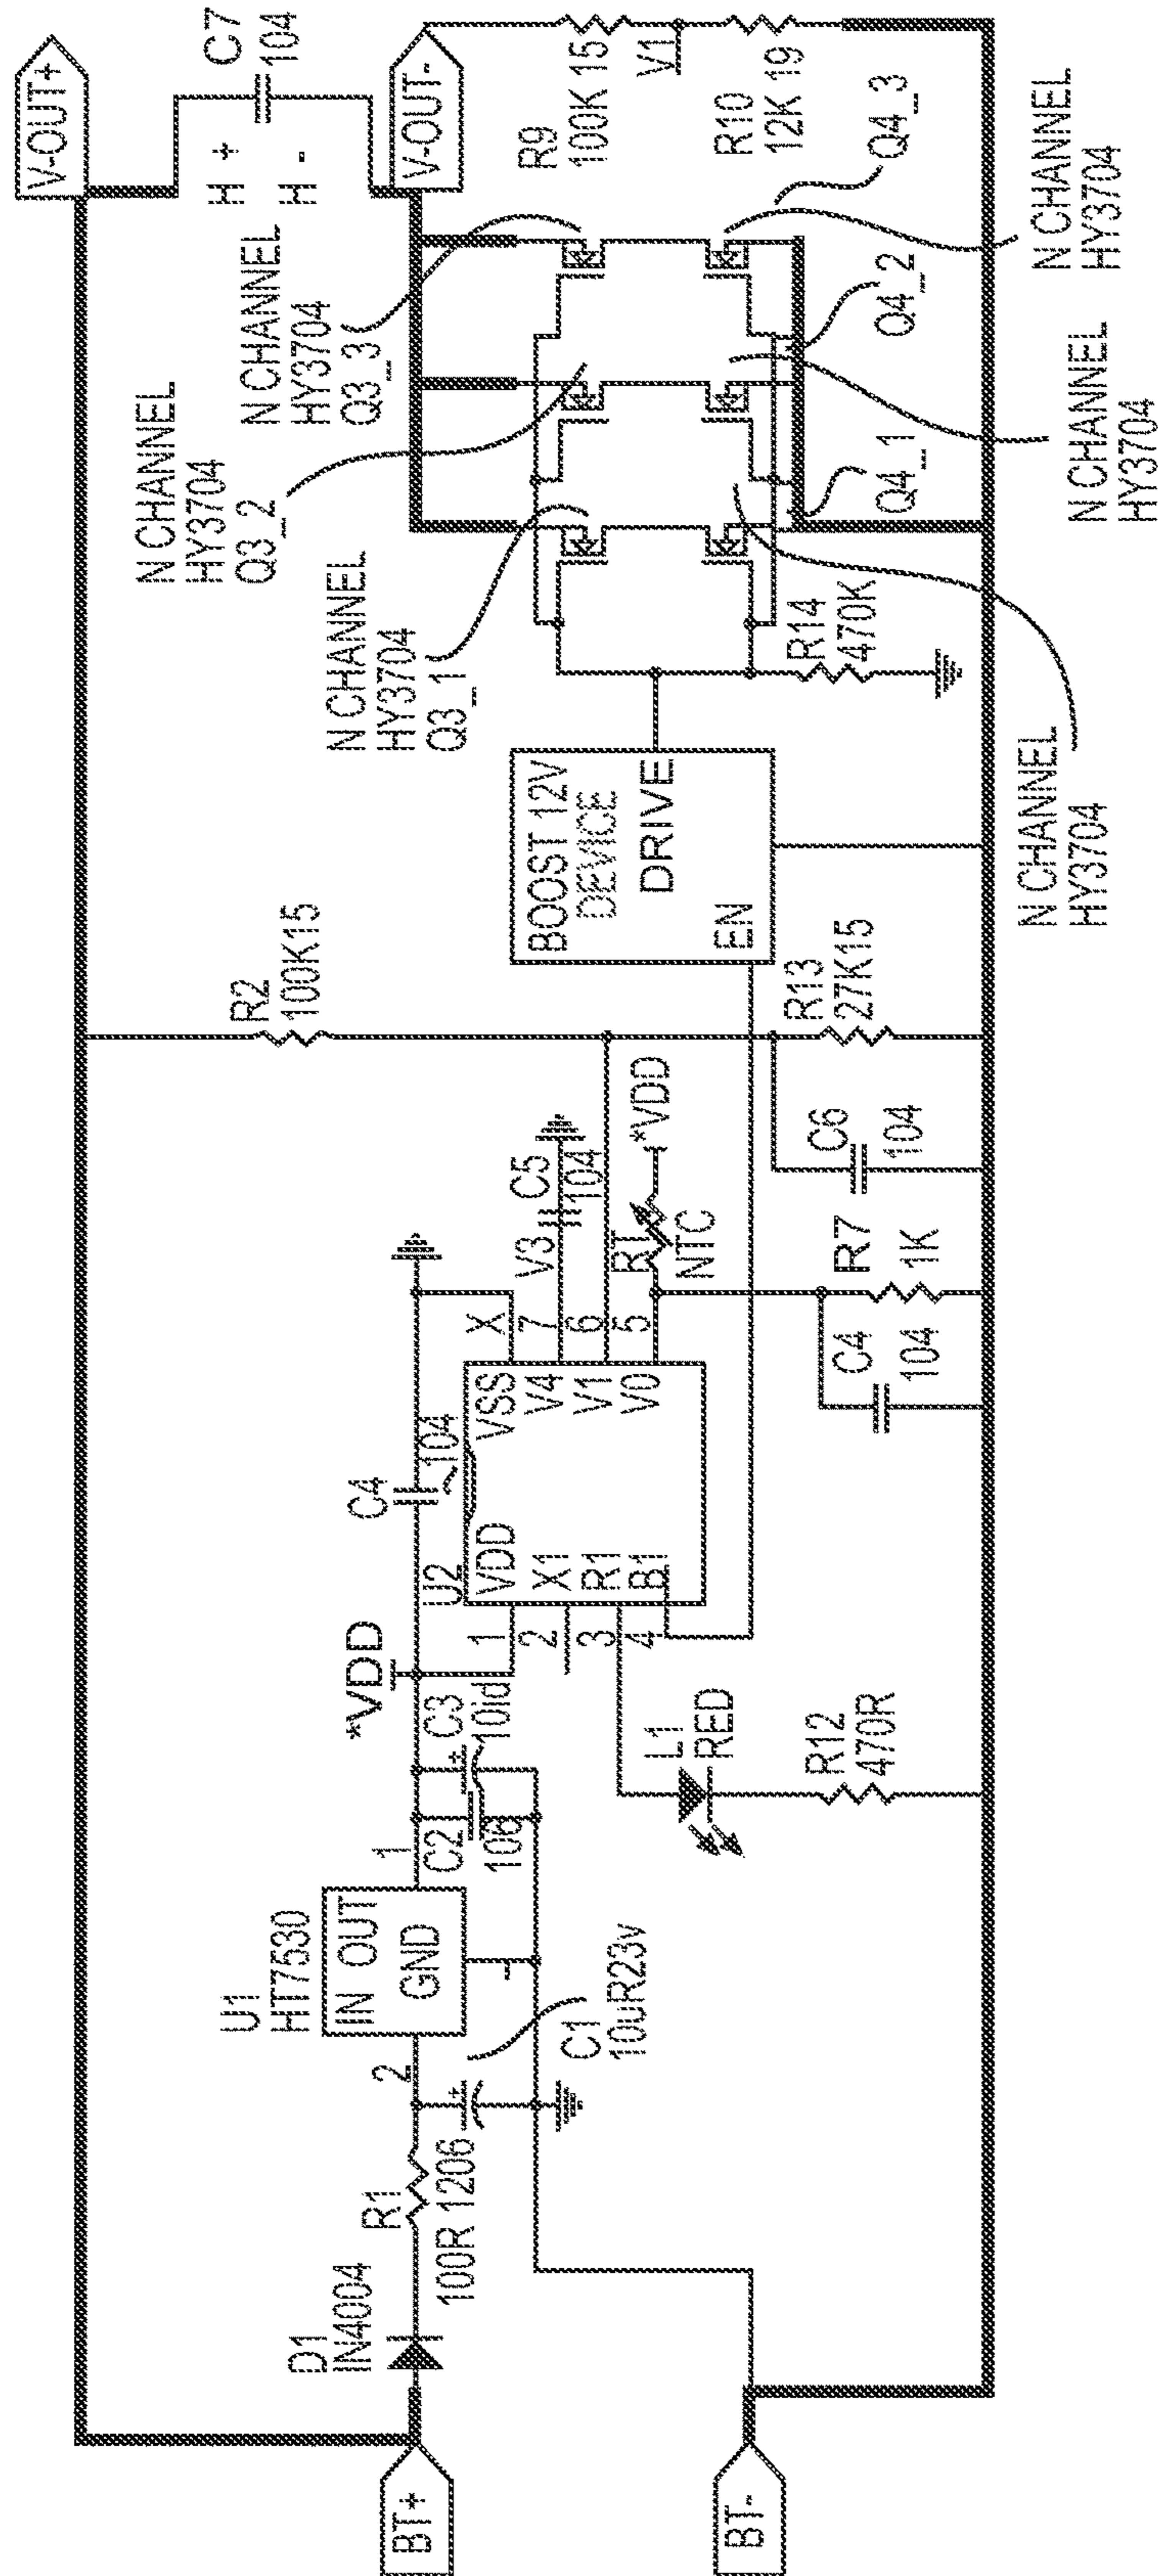 BT+
BT-
D1
IN4004
R1
100R 1206
2
U1
HT7530
IN OUT
GND
1
C1
10uR23v
C2
106
C3
10id
*VDD
L1
RED
R12
470R
U2
1
2
3
4
VDD
X1
R1
B1
VSS
V4
V1
V0
X
7
6
5
C4
104
V3
C5
104
RT
NTC
*VDD
C4
104
R7
1K
C6
104
R2
100K15
R13
27K15
BOOST 12V
DEVICE
DRIVE
EN
R14
470K
N CHANNEL
HY3704
Q3_1
N CHANNEL
HY3704
Q3_2
N CHANNEL
HY3704
Q3_3
N CHANNEL
HY3704
Q4_1
N CHANNEL
HY3704
Q4_2
N CHANNEL
HY3704
Q4_3
H +
H -
C7
104
V-OUT+
V-OUT-
R9
100K 15
V1
R10
12K 19